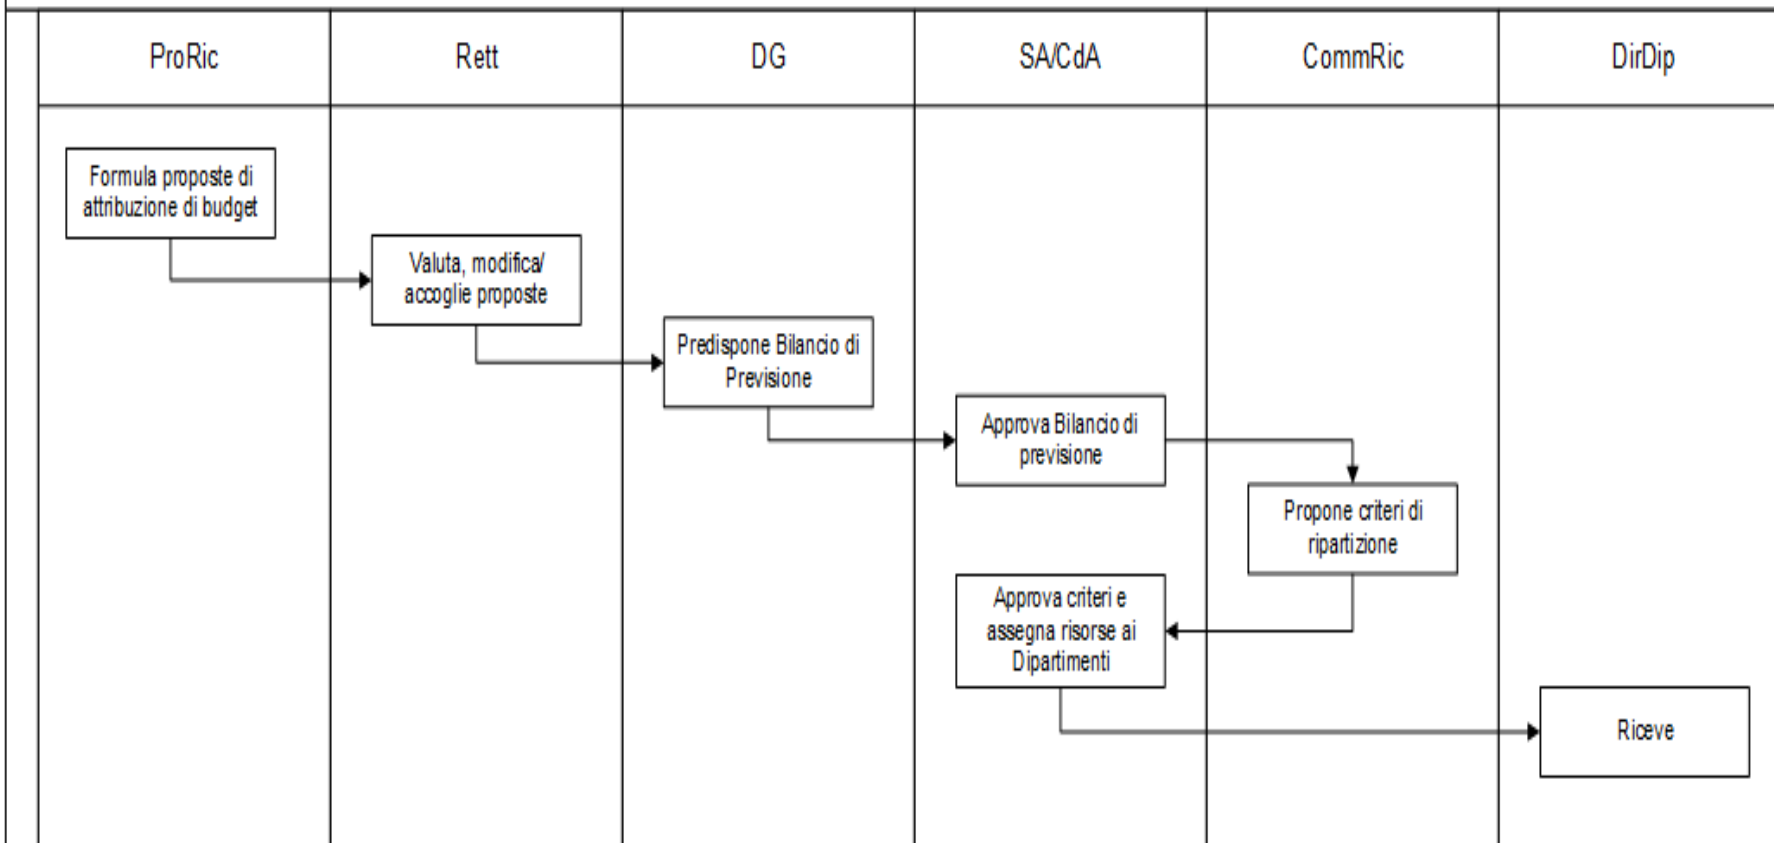 ProRic
Rett
DG
SA/CdA
CommRic
DirDip
Formula proposte di
attribuzione di budget
Valuta, modifica/
accoglie proposte
Predispone Bilancio di
Previsione
Approva Bilancio di
previsione
Propone criteri di
ripartizione
Approva criteri e
assegna risorse ai
Dipartimenti
Riceve